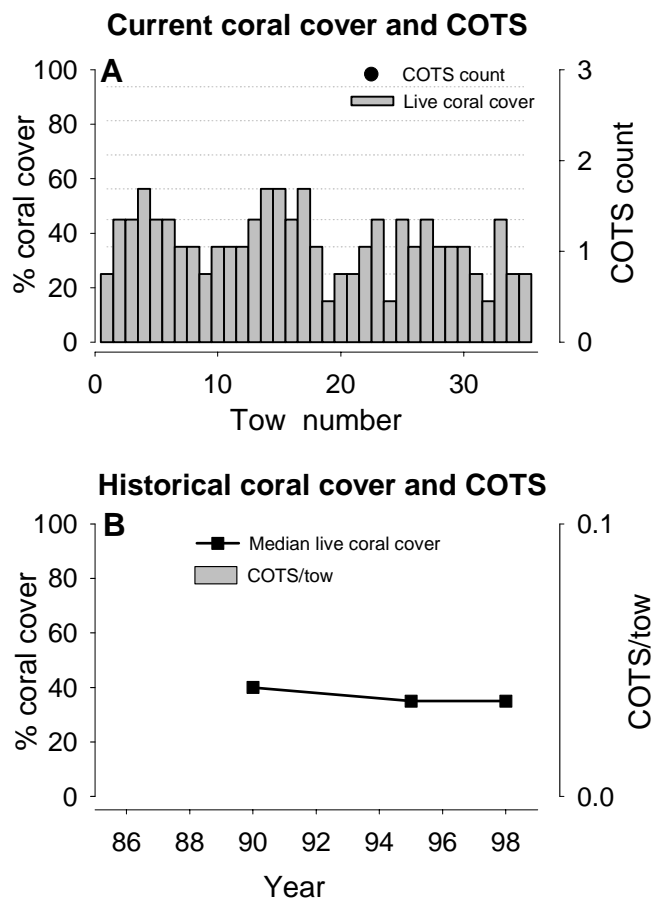 Current coral cover and COTS
A
COTS count
Live coral cover
100
80
60
40
20
0
% coral cover
3
2
1
0
COTS count
0 10 20 30
Tow number
Historical coral cover and COTS
B
Median live coral cover
COTS/tow
100
80
60
40
20
0
% coral cover
0.1
0.0
COTS/tow
86 88 90 92 94 96 98
Year